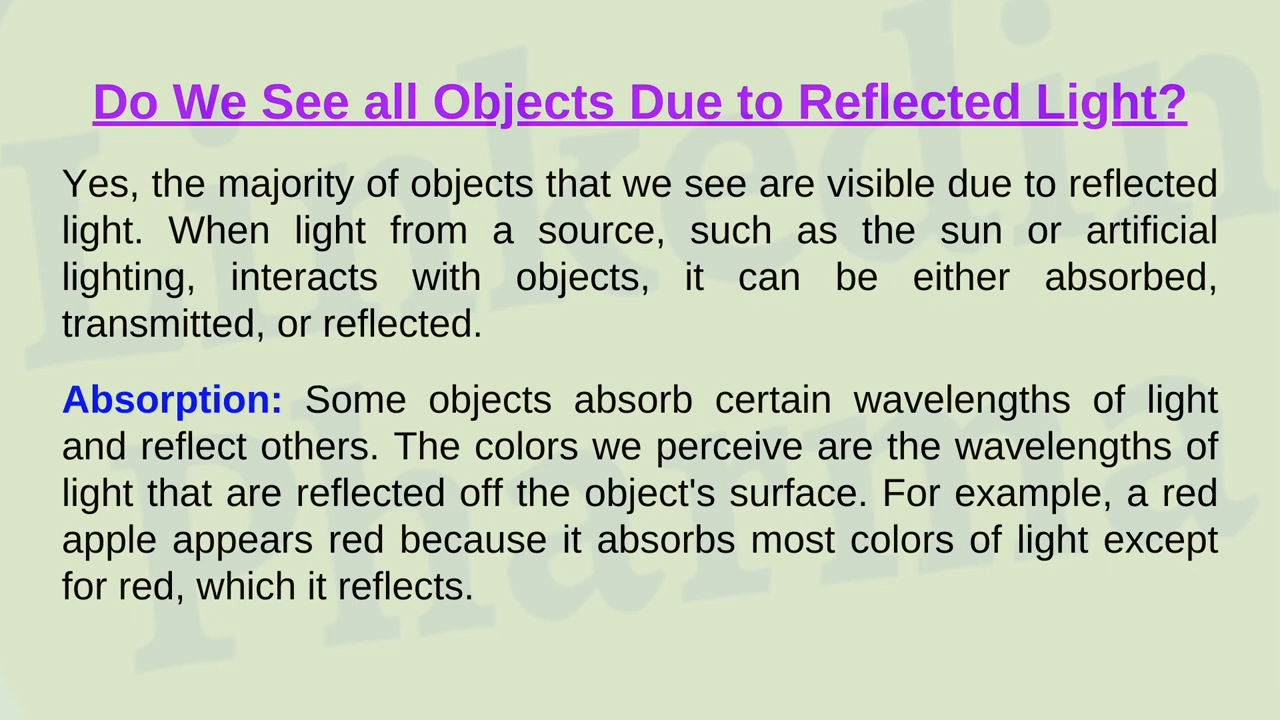 Do We See all Objects Due to Reflected Light?
Yes, the majority of objects that we see are visible due to reflected
light. When light from a source, such as the sun or artificial
lighting, interacts with objects, it can be either absorbed,
transmitted, or reflected.
Absorption: Some objects absorb certain wavelengths of light
and reflect others. The colors we perceive are the wavelengths of
light that are reflected off the object's surface. For example, a red
apple appears red because it absorbs most colors of light except
for red, which it reflects.
Linkedin
Pharma